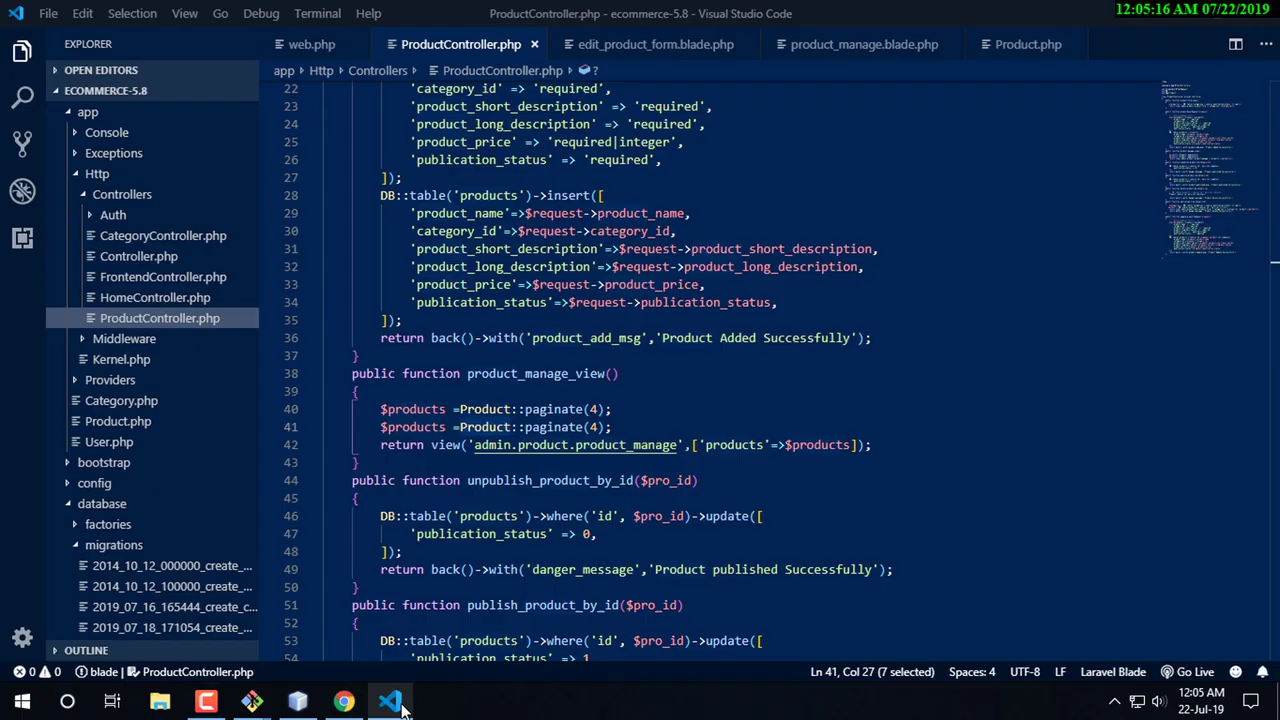 File Edit Selection View Go Debug Terminal Help
ProductController.php - ecommerce-5.8 - Visual Studio Code
12:05:16 AM 07/22/2019
EXPLORER
web.php
ProductController.php ×
edit_product_form.blade.php
product_manage.blade.php
Product.php
OPEN EDITORS
app › Http › Controllers › ProductController.php › ?
ECOMMERCE-5.8
app
Console
Exceptions
Http
Controllers
Auth
CategoryController.php
Controller.php
FrontendController.php
HomeController.php
ProductController.php
Middleware
Kernel.php
Providers
Category.php
Product.php
User.php
bootstrap
config
database
factories
migrations
2014_10_12_000000_create_...
2014_10_12_100000_create_...
2019_07_16_165444_create_c...
2019_07_18_171054_create_...
OUTLINE
22 'category_id' => 'required',
23 'product_short_description' => 'required',
24 'product_long_description' => 'required',
25 'product_price' => 'required|integer',
26 'publication_status' => 'required',
27 ]);
28 DB::table('products')->insert([
29 'product_name'=>$request->product_name,
30 'category_id'=>$request->category_id,
31 'product_short_description'=>$request->product_short_description,
32 'product_long_description'=>$request->product_long_description,
33 'product_price'=>$request->product_price,
34 'publication_status'=>$request->publication_status,
35 ]);
36 return back()->with('product_add_msg','Product Added Successfully');
37 }
38 public function product_manage_view()
39 {
40 $products =Product::paginate(4);
41 $products =Product::paginate(4);
42 return view('admin.product.product_manage',['products'=>$products]);
43 }
44 public function unpublish_product_by_id($pro_id)
45 {
46 DB::table('products')->where('id', $pro_id)->update([
47 'publication_status' => 0,
48 ]);
49 return back()->with('danger_message','Product published Successfully');
50 }
51 public function publish_product_by_id($pro_id)
52 {
53 DB::table('products')->where('id', $pro_id)->update([
54 'publication_status' => 1
0 0 blade ProductController.php
Ln 41, Col 27 (7 selected) Spaces: 4 UTF-8 LF Laravel Blade Go Live
12:05 AM
22-Jul-19